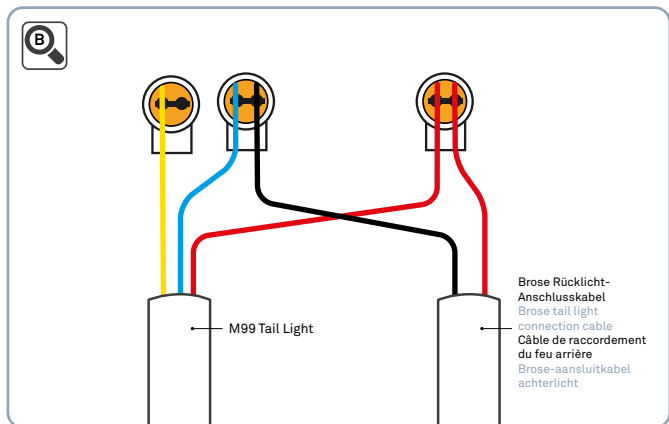 B
M99 Tail Light
Brose Rücklicht-
Anschlusskabel
Brose tail light
connection cable
Câble de raccordement
du feu arrière
Brose-aansluitkabel
achterlicht